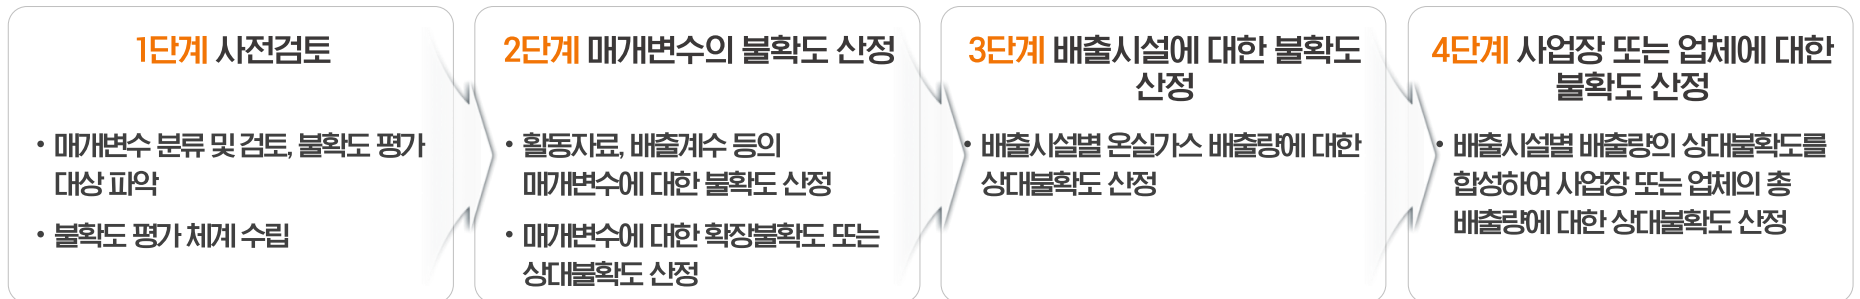 1단계 사전검토
• 매개변수 분류 및 검토, 불확도 평가
대상 파악
• 불확도 평가 체계 수립
2단계 매개변수의 불확도 산정
• 활동자료, 배출계수 등의
매개변수에 대한 불확도 산정
• 매개변수에 대한 확장불확도 또는
상대불확도 산정
3단계 배출시설에 대한 불확도
산정
• 배출시설별 온실가스 배출량에 대한
상대불확도 산정
4단계 사업장 또는 업체에 대한
불확도 산정
• 배출시설별 배출량의 상대불확도를
합성하여 사업장 또는 업체의 총
배출량에 대한 상대불확도 산정